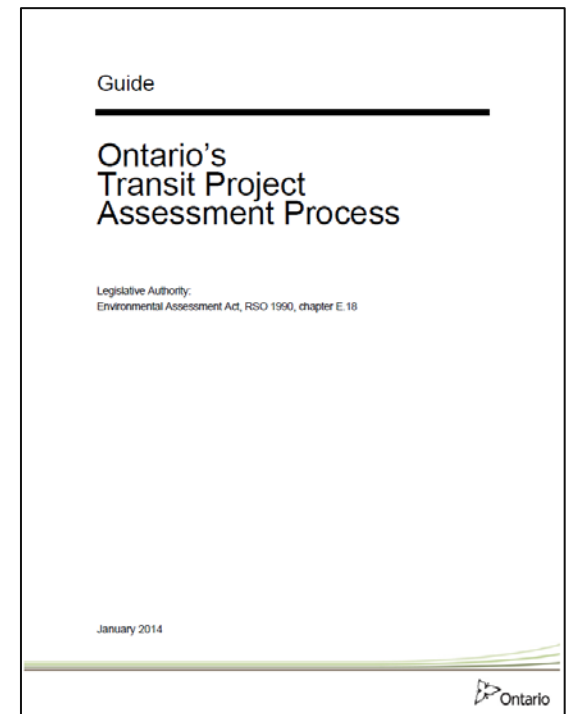 Guide
Ontario's
Transit Project
Assessment Process
Legislative Authority:
Environmental Assessment Act, RSO 1990, chapter E.18
January 2014
Ontario